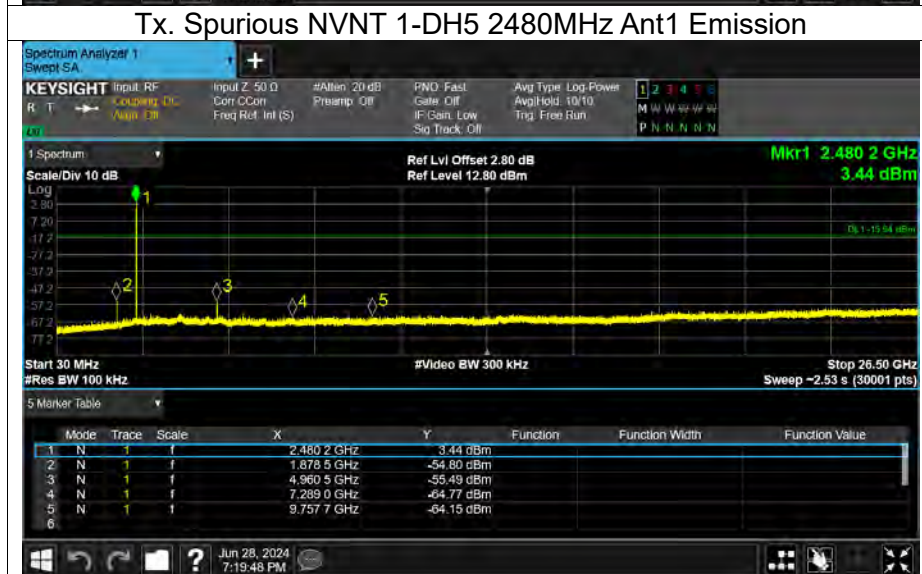 Tx. Spurious NVNT 1-DH5 2480MHz Ant1 Emission
Spectrum Analyzer 1
Swept SA
+
KEYSIGHT Input: RF Input Z: 50 Ω #Atten: 20 dB PNO: Fast Avg Type: Log-Power 1 2 3 4 5 6
R T Coupling: DC Corr CCorr Preamp: Off Gate: Off Avg|Hold: 10/10 M W W W W W
Align: Off Freq Ref: Int (S) IF Gain: Low Trig: Free Run
Sig Track: Off P N N N N N
1 Spectrum Ref Lvl Offset 2.80 dB Mkr1 2.480 2 GHz
Scale/Div 10 dB Ref Level 12.80 dBm 3.44 dBm
Log
1
2.80
-7.20
-17.2 DL1 -15.94 dBm
-27.2
-37.2
-47.2 2 3
-57.2 4 5
-67.2
-77.2
Start 30 MHz #Video BW 300 kHz Stop 26.50 GHz
#Res BW 100 kHz Sweep ~2.53 s (30001 pts)
5 Marker Table
Mode Trace Scale X Y Function Function Width Function Value
1 N 1 f 2.480 2 GHz 3.44 dBm
2 N 1 f 1.878 5 GHz -54.80 dBm
3 N 1 f 4.960 5 GHz -55.49 dBm
4 N 1 f 7.289 0 GHz -64.77 dBm
5 N 1 f 9.757 7 GHz -64.15 dBm
6
? Jun 28, 2024
7:19:48 PM